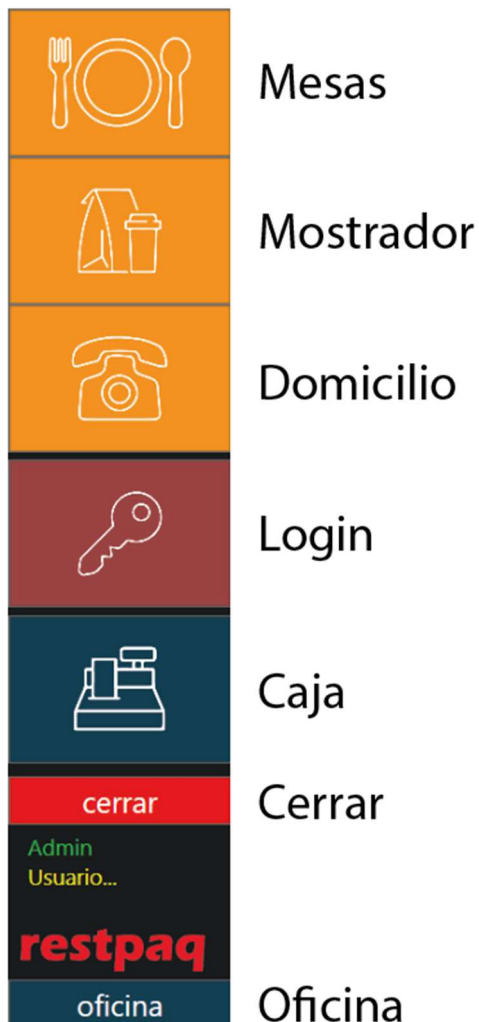 Mesas
Mostrador
Domicilio
Login
Caja
cerrar
Cerrar
Admin
Usuario...
restpaq
oficina
Oficina